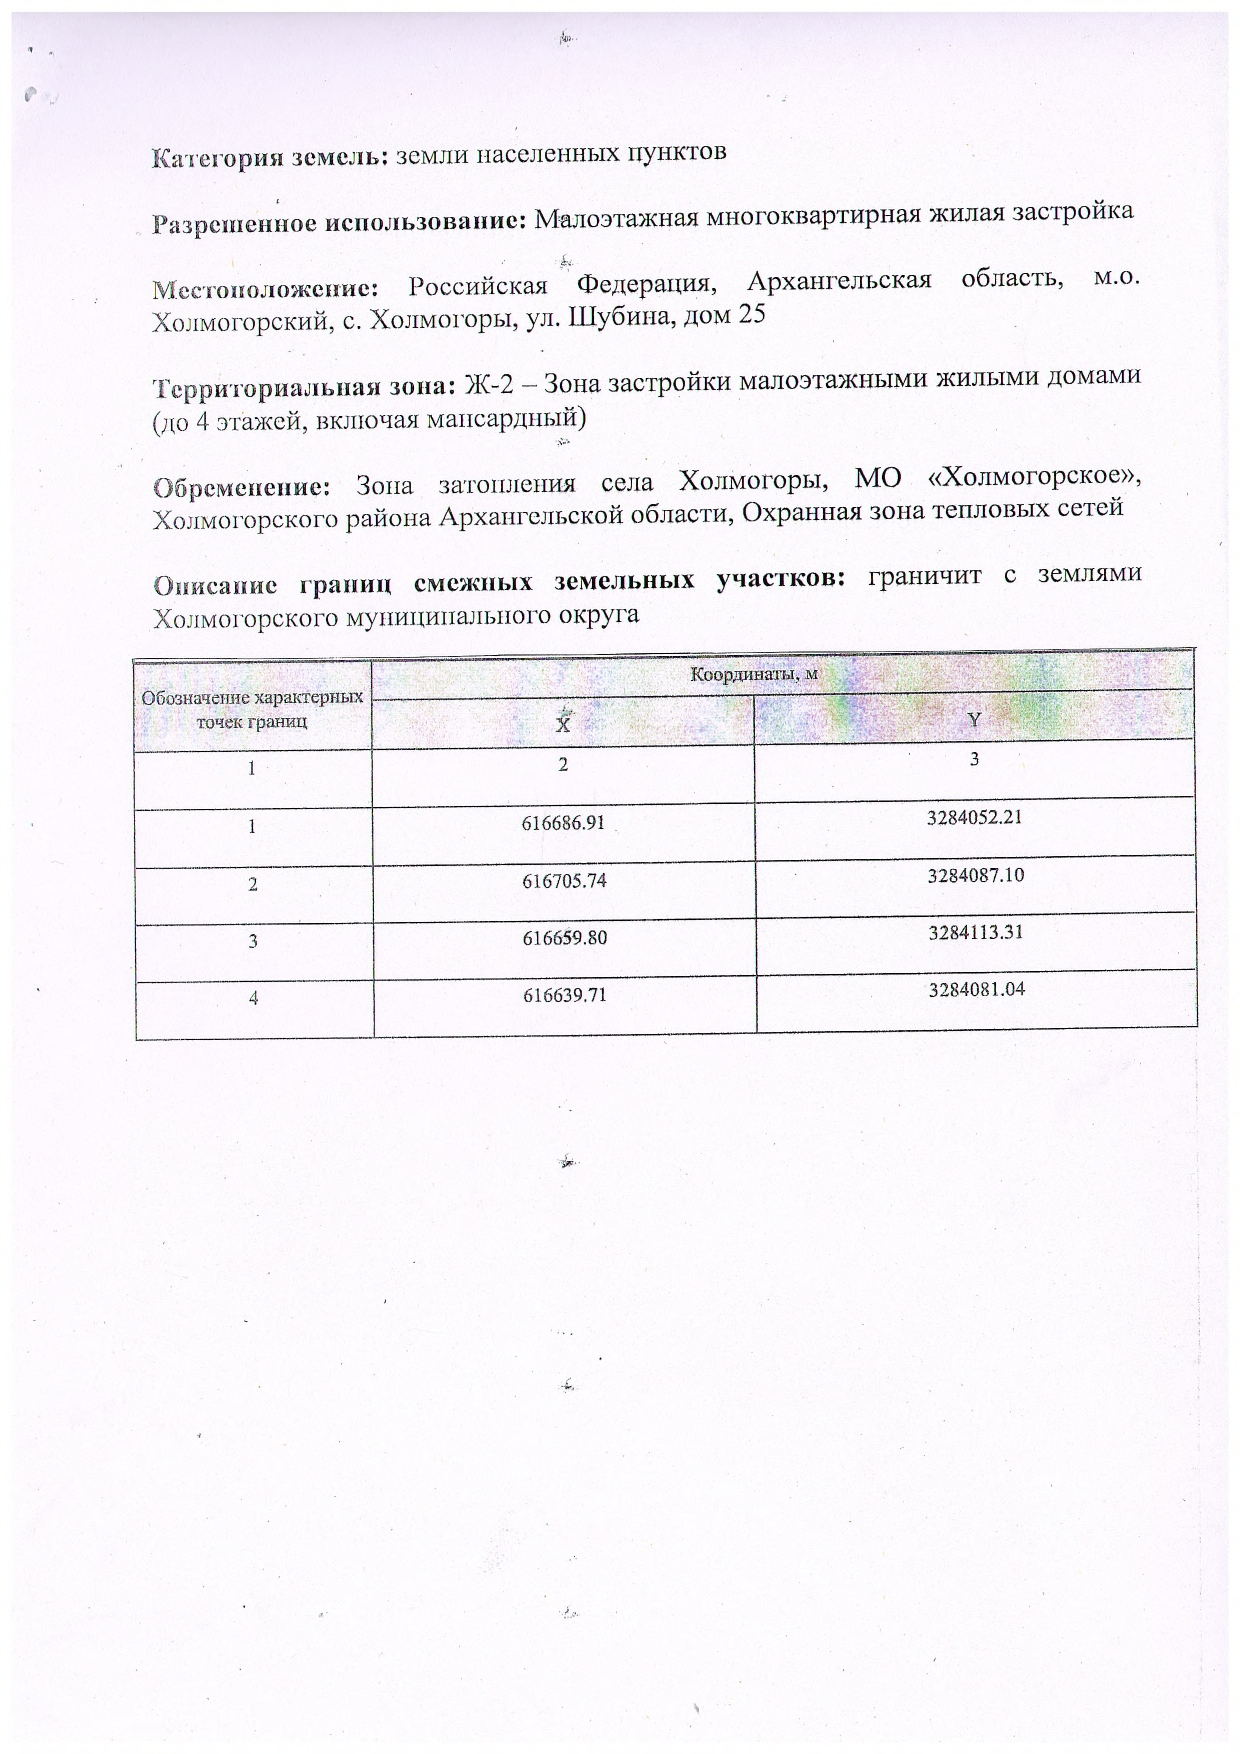 Категория земель: земли населенных пунктов
Разрешенное использование: Малоэтажная многоквартирная жилая застройка
Местоположение: Российская Федерация, Архангельская область, м.о.
Холмогорский, с. Холмогоры, ул. Шубина, дом 25
Территориальная зона: Ж-2 – Зона застройки малоэтажными жилыми домами
(до 4 этажей, включая мансардный)
Обременение: Зона затопления села Холмогоры, МО «Холмогорское»,
Холмогорского района Архангельской области, Охранная зона тепловых сетей
Описание границ смежных земельных участков: граничит с землями
Холмогорского муниципального округа
Обозначение характерных
точек границ
Координаты, м
X
Y
1 2 3
1 616686.91 3284052.21
2 616705.74 3284087.10
3 616659.80 3284113.31
4 616639.71 3284081.04